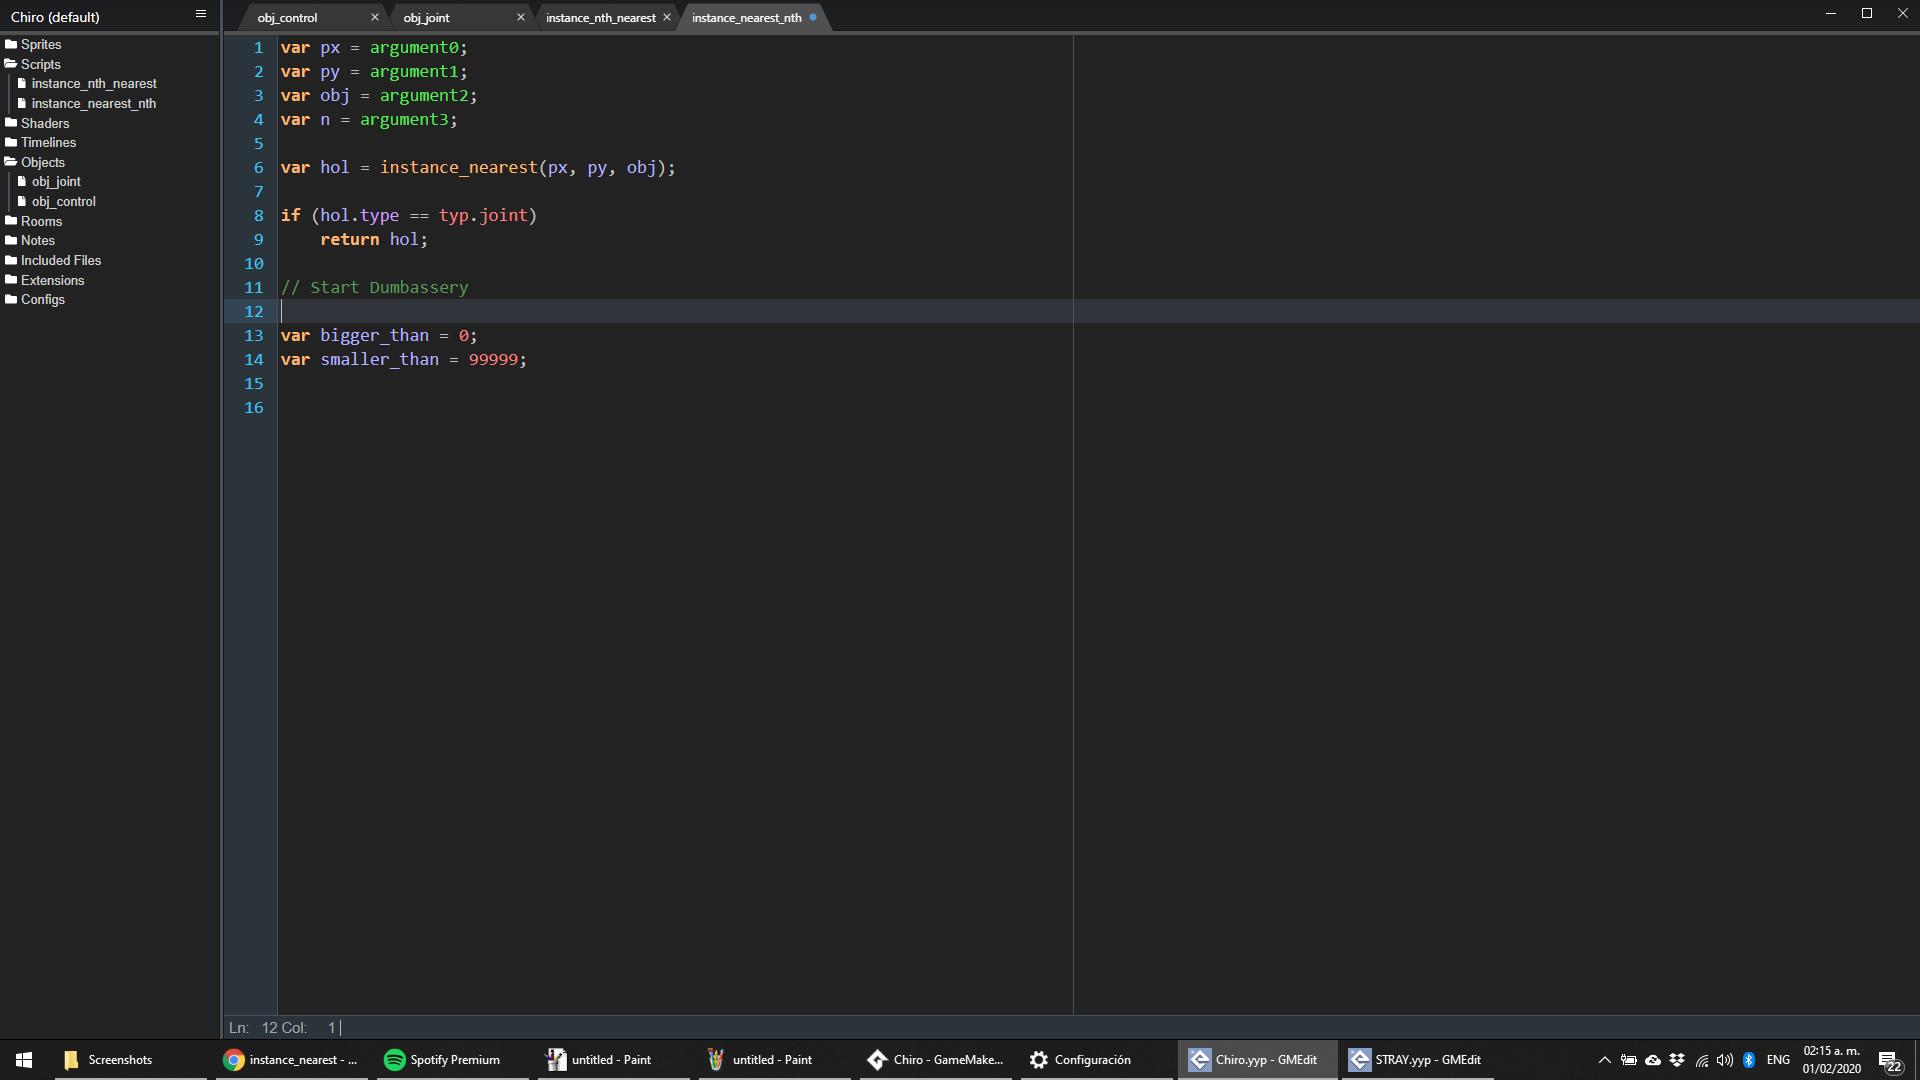 Chiro (default)
obj_control
obj_joint
instance_nth_nearest
instance_nearest_nth
Sprites
Scripts
instance_nth_nearest
instance_nearest_nth
Shaders
Timelines
Objects
obj_joint
obj_control
Rooms
Notes
Included Files
Extensions
Configs
1 var px = argument0;
2 var py = argument1;
3 var obj = argument2;
4 var n = argument3;
5
6 var hol = instance_nearest(px, py, obj);
7
8 if (hol.type == typ.joint)
9 return hol;
10
11 // Start Dumbassery
12
13 var bigger_than = 0;
14 var smaller_than = 99999;
15
16
Ln: 12 Col: 1
Screenshots
instance_nearest - ...
Spotify Premium
untitled - Paint
untitled - Paint
Chiro - GameMake...
Configuración
Chiro.yyp - GMEdit
STRAY.yyp - GMEdit
ENG
02:15 a. m.
01/02/2020
22